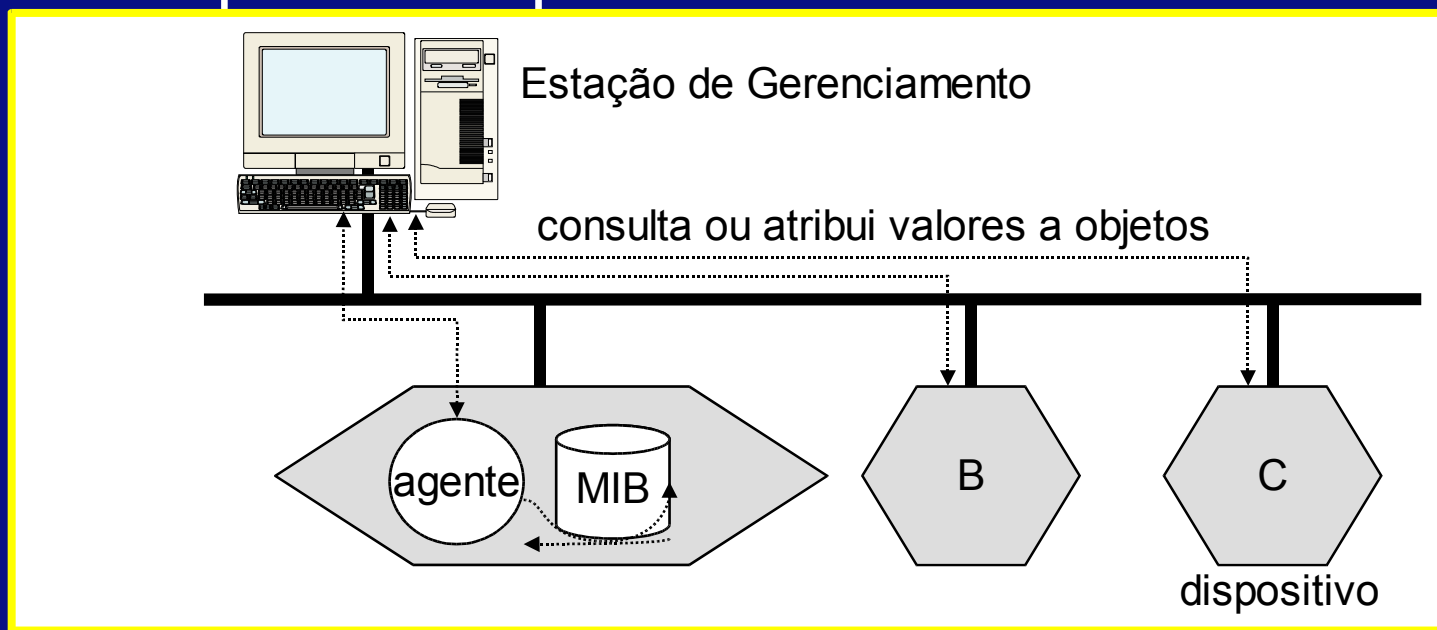 Estação de Gerenciamento
consulta ou atribui valores a objetos
agente
MIB
B
C
dispositivo